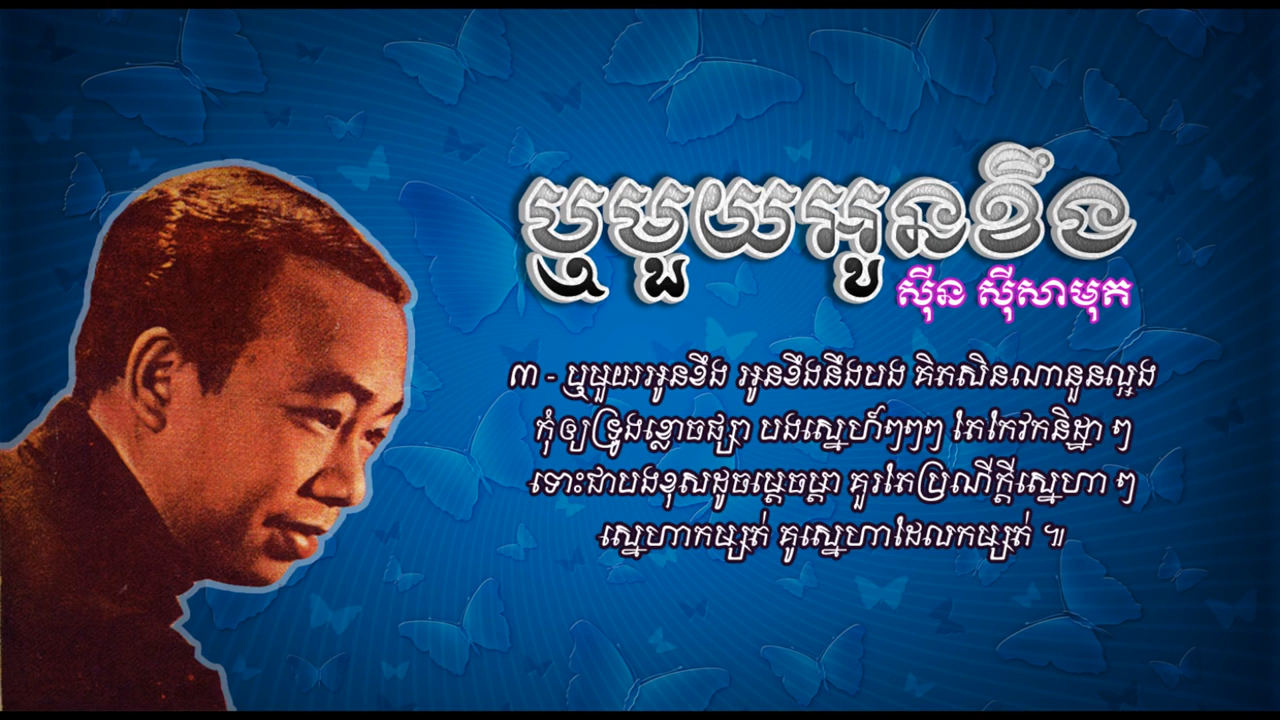 ឬមួយអូនខឹង
ស៊ីន ស៊ីសាមុត
៣ - ឬមួយអូនខឹង អូនខឹងនឹងបង គិតសិនណានួនល្អង
កុំឲ្យទ្រូងខ្លោចផ្សា បងស្នេហ៍ៗៗៗ តែកែវកនិដ្ឋា ៗ
ទោះជាបងខុសដូចម្ដេចម្ដា គួរតែប្រណីក្ដីស្នេហា ៗ
ស្នេហាកម្សត់ គូស្នេហាដែលកម្សត់ ៕